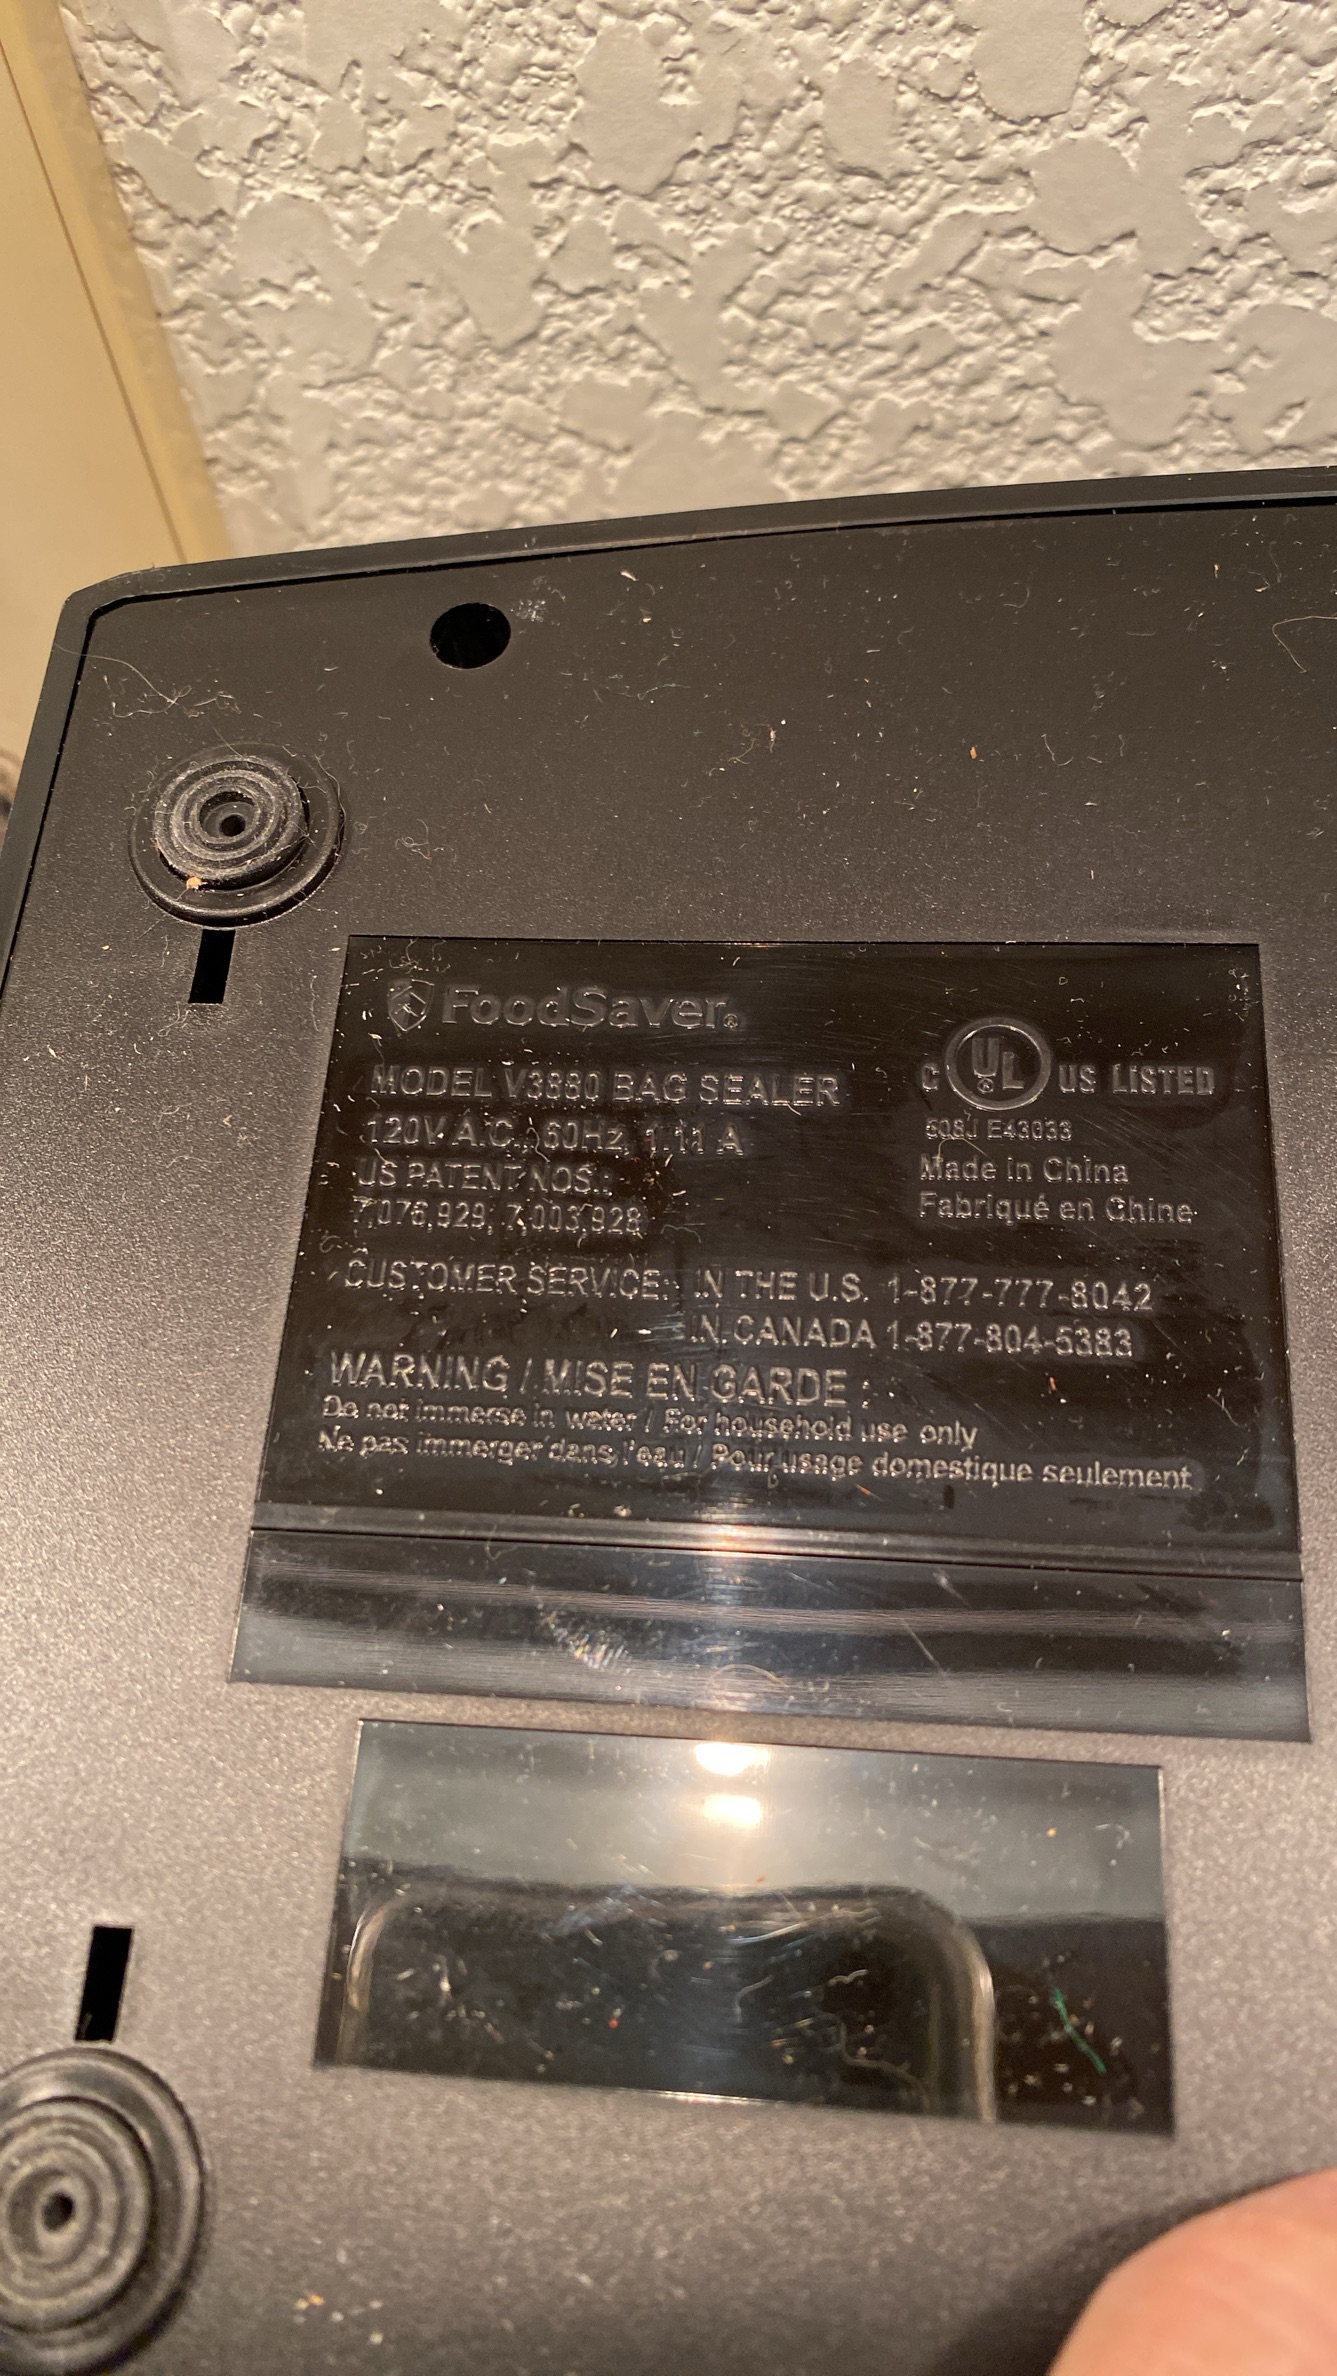 FoodSaver®
MODEL V3880 BAG SEALER
120V A.C., 60Hz, 1.11 A
US PATENT NOS.:
7,076,929; 7,003,928
C UL® US LISTED
508J E43033
Made in China
Fabriqué en Chine
CUSTOMER SERVICE: IN THE U.S. 1-877-777-8042
IN CANADA 1-877-804-5383
WARNING / MISE EN GARDE :
Do not immerse in water / For household use only
Ne pas immerger dans l'eau / Pour usage domestique seulement